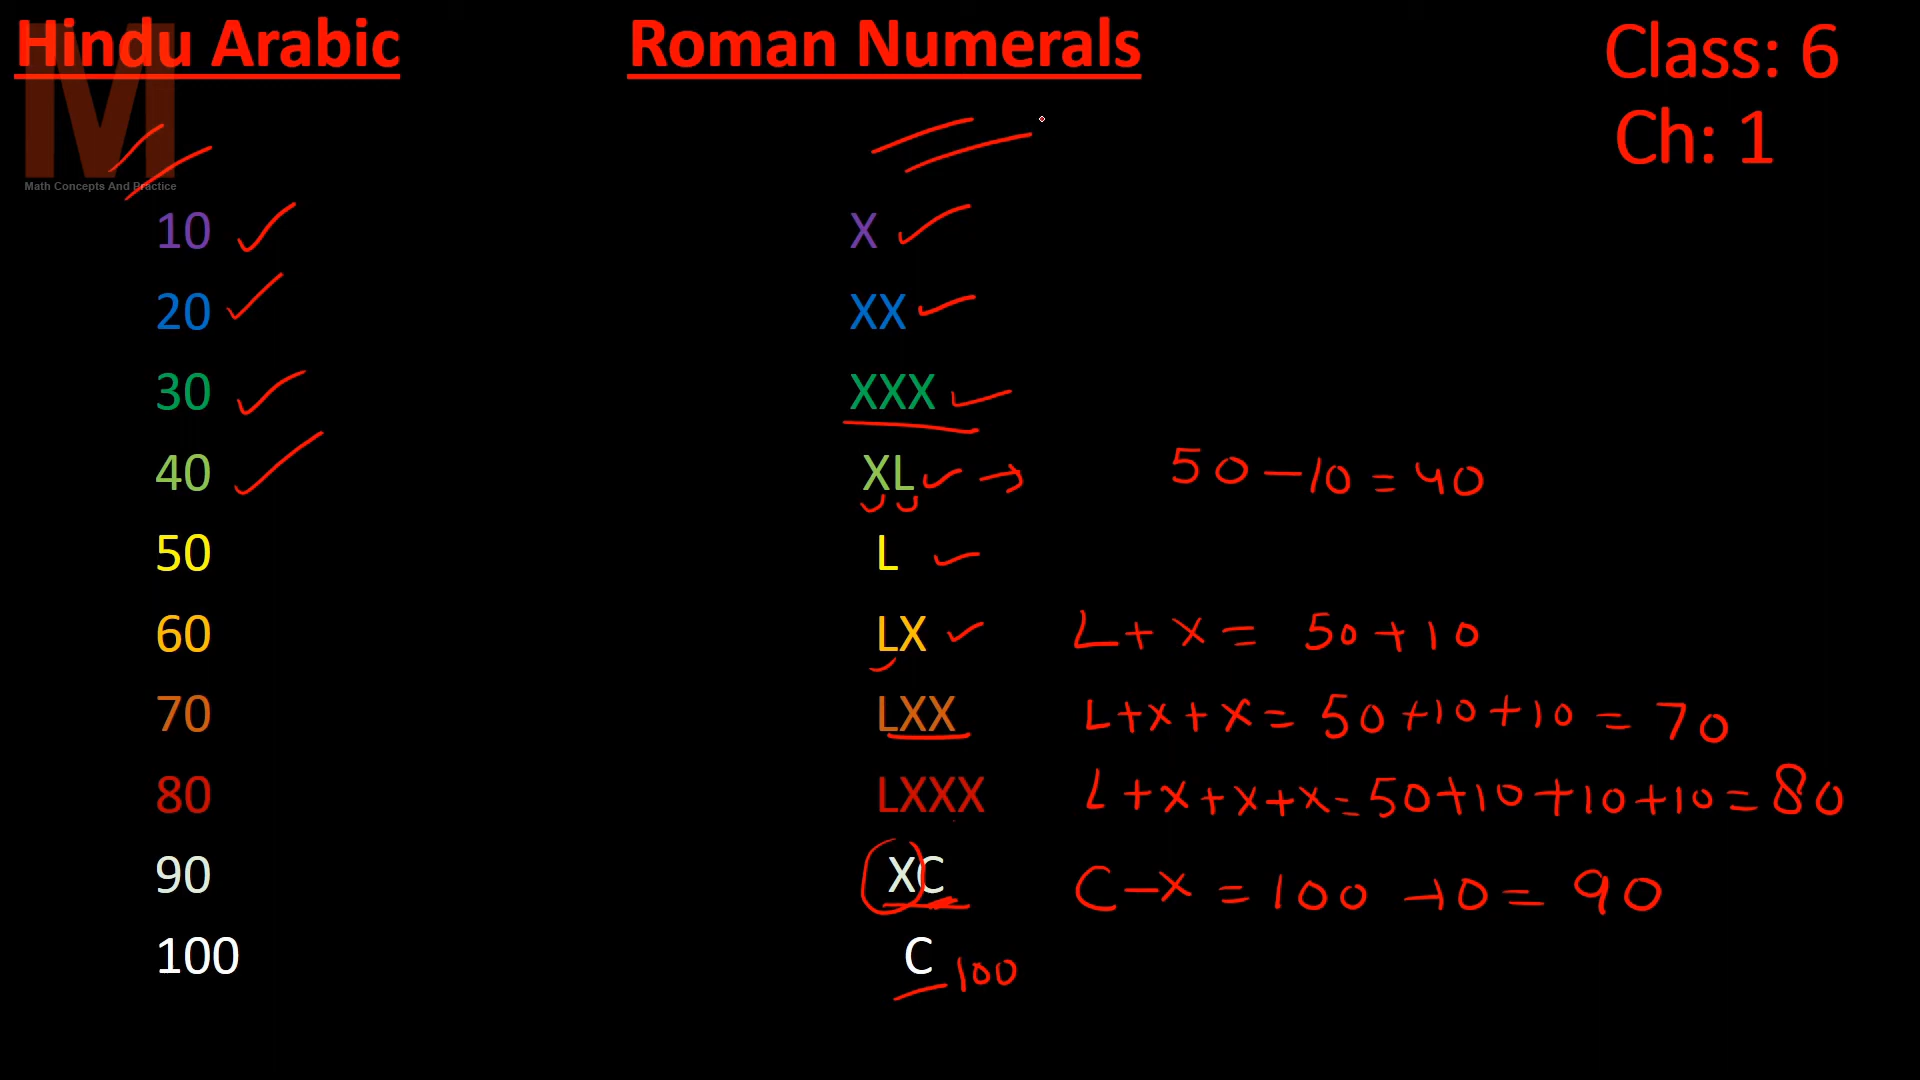 Hindu Arabic Roman Numerals Class: 6
Ch: 1
M
Math Concepts And Practice
10 X
20 XX
30 XXX
40 XL 50-10=40
50 L
60 LX L+X= 50+10
70 LXX L+X+X=50+10+10=70
80 LXXX L+X+X+X=50+10+10+10=80
90 XC C-X=100-10=90
100 C 100